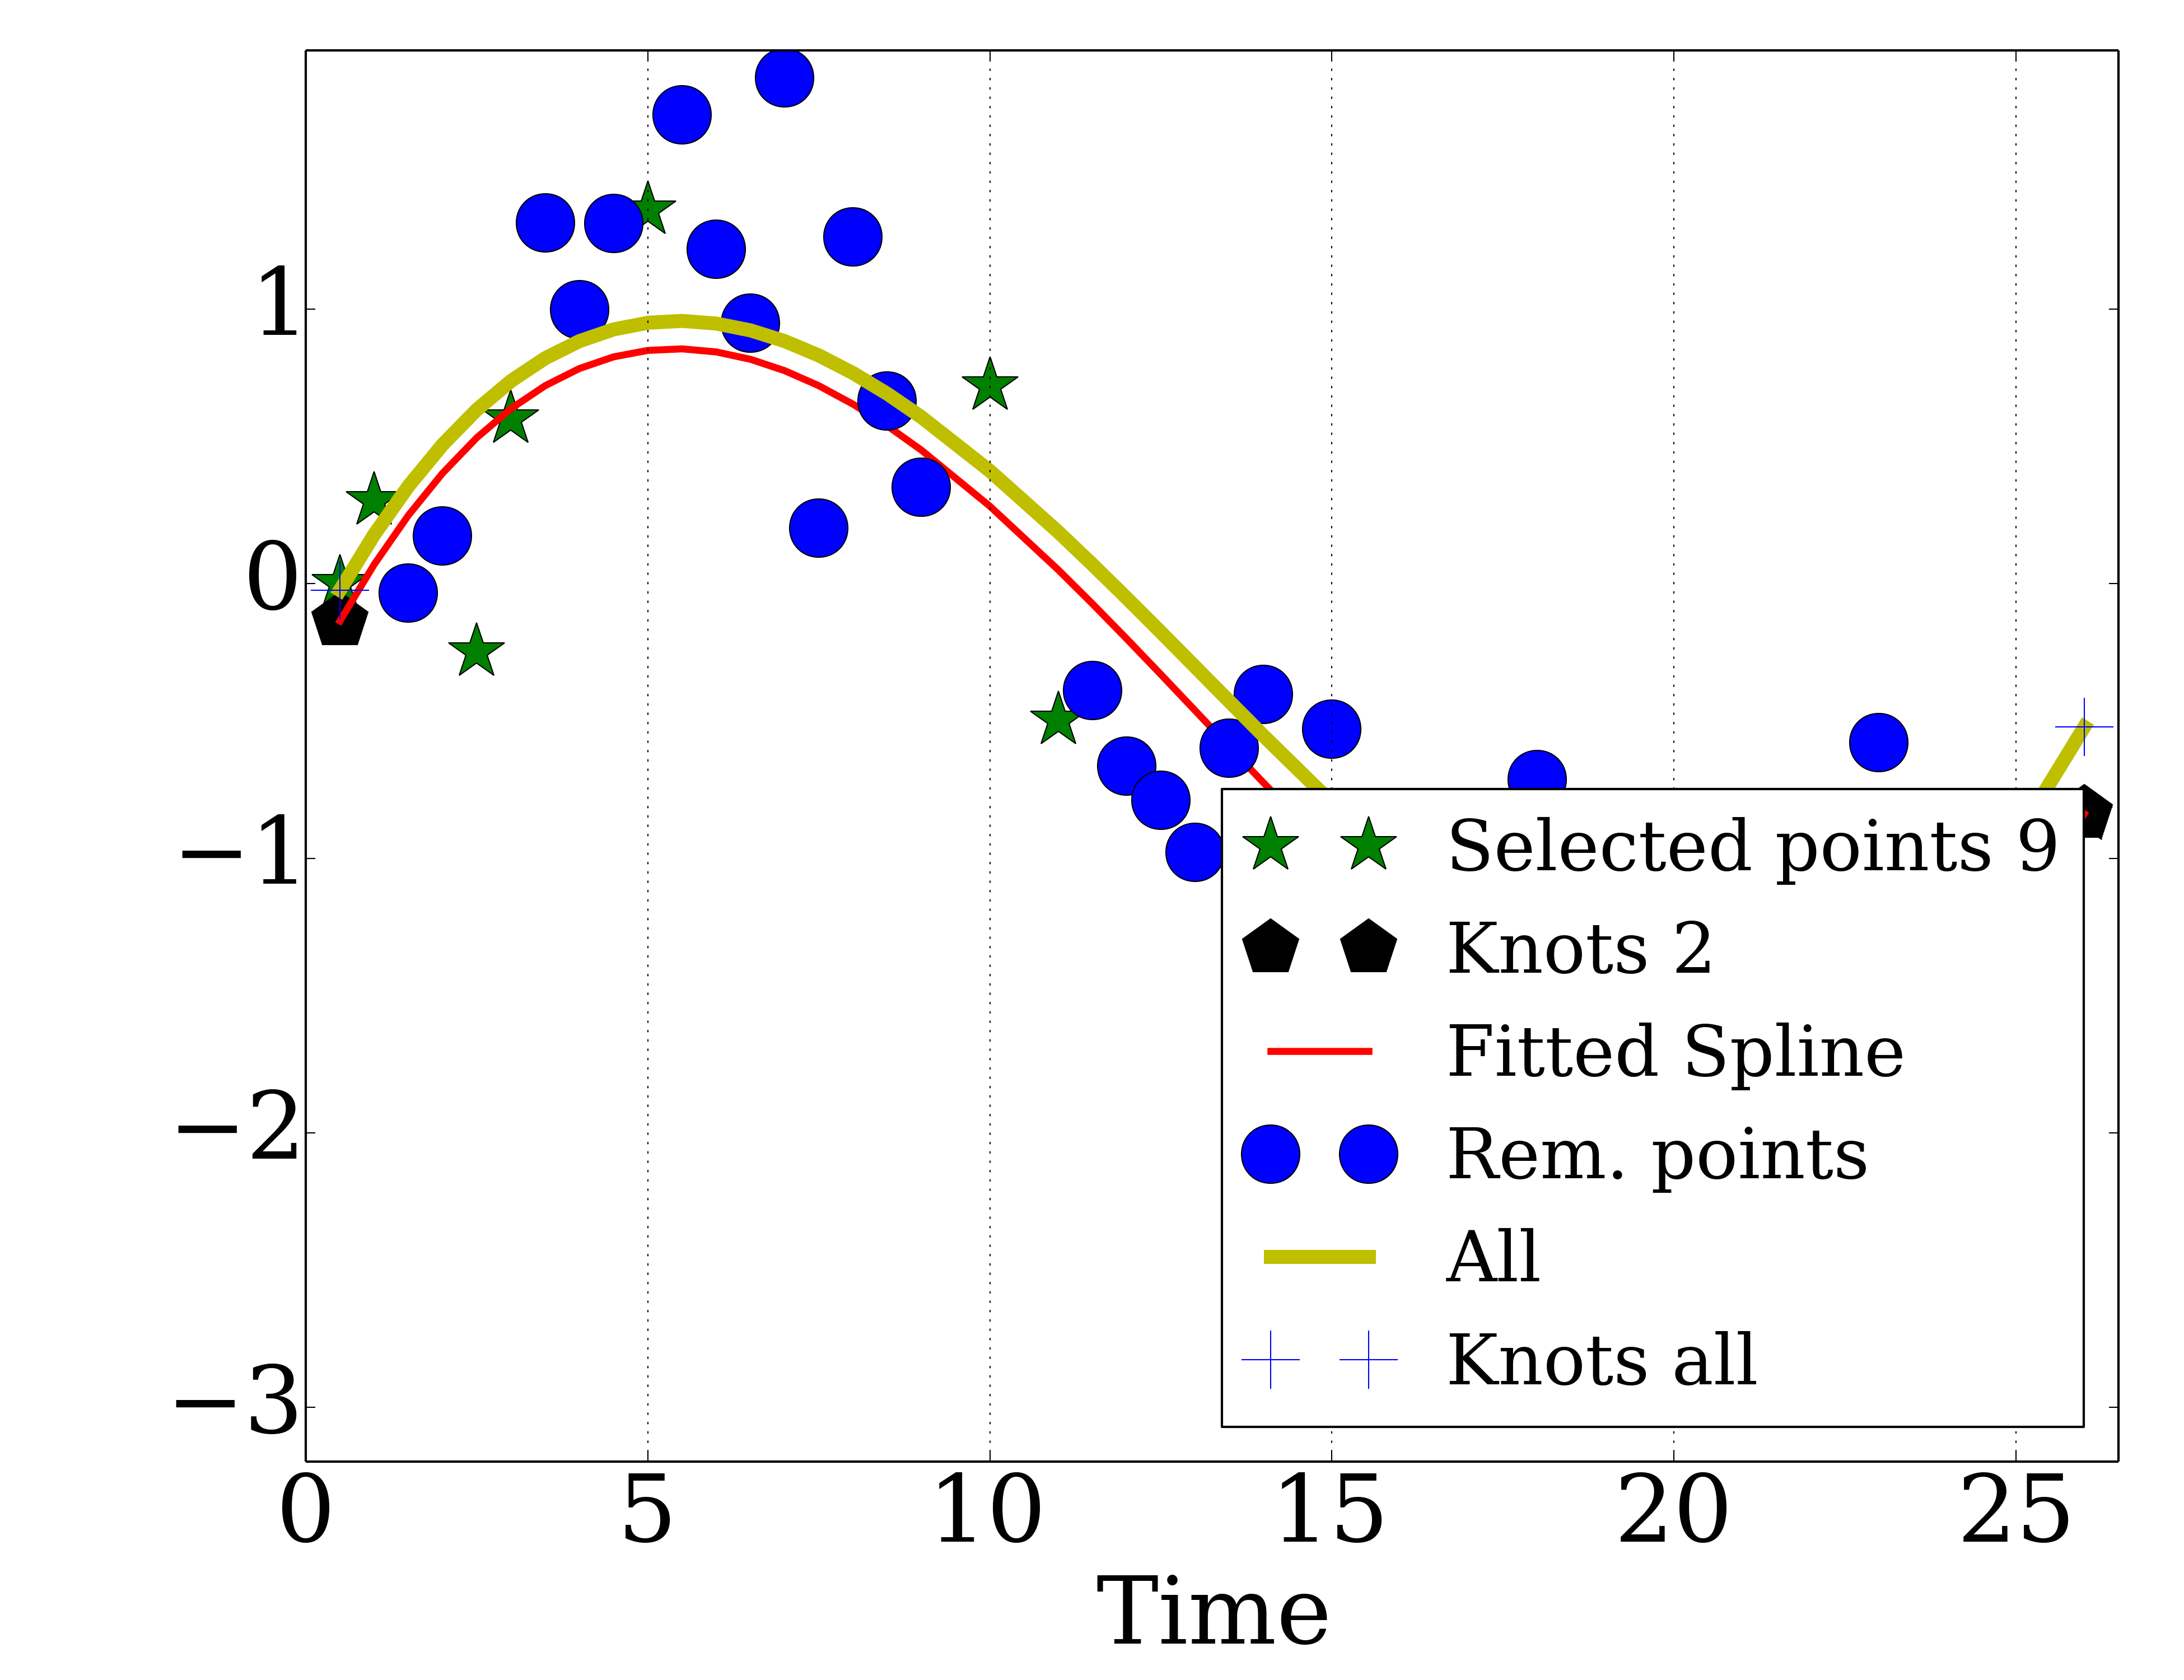 1
0
−1
−2
−3
Selected points 9
Knots 2
Fitted Spline
Rem. points
All
Knots all
0 5 10 15 20 25
Time